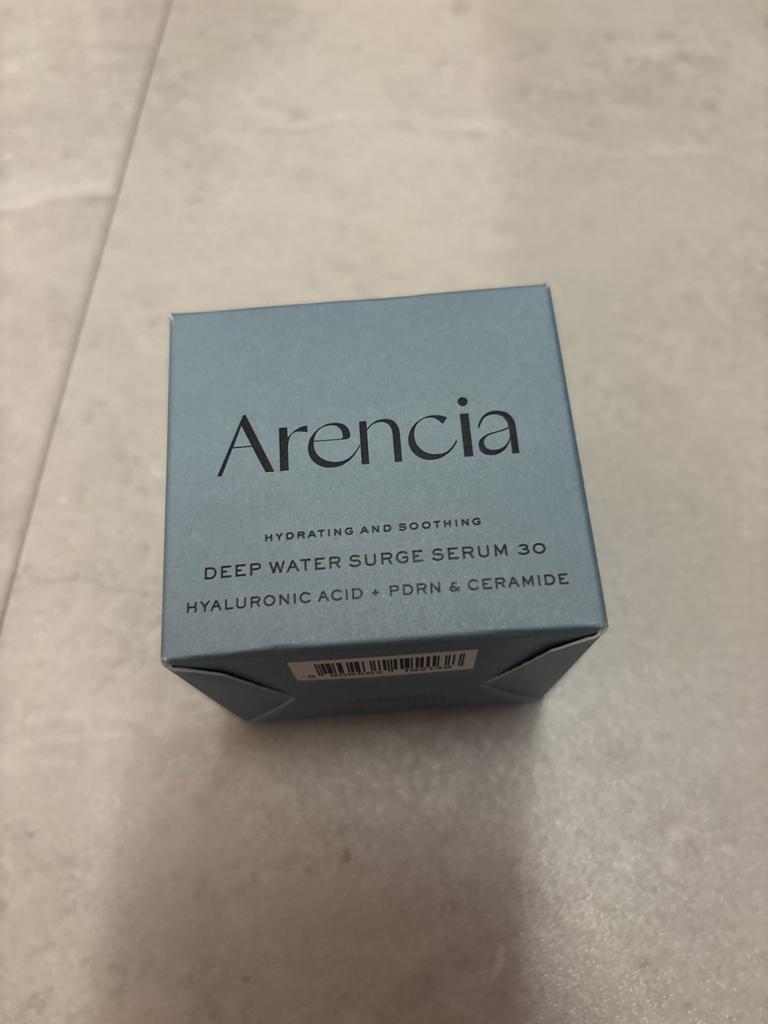 Arencia
HYDRATING AND SOOTHING
DEEP WATER SURGE SERUM 30
HYALURONIC ACID + PDRN & CERAMIDE